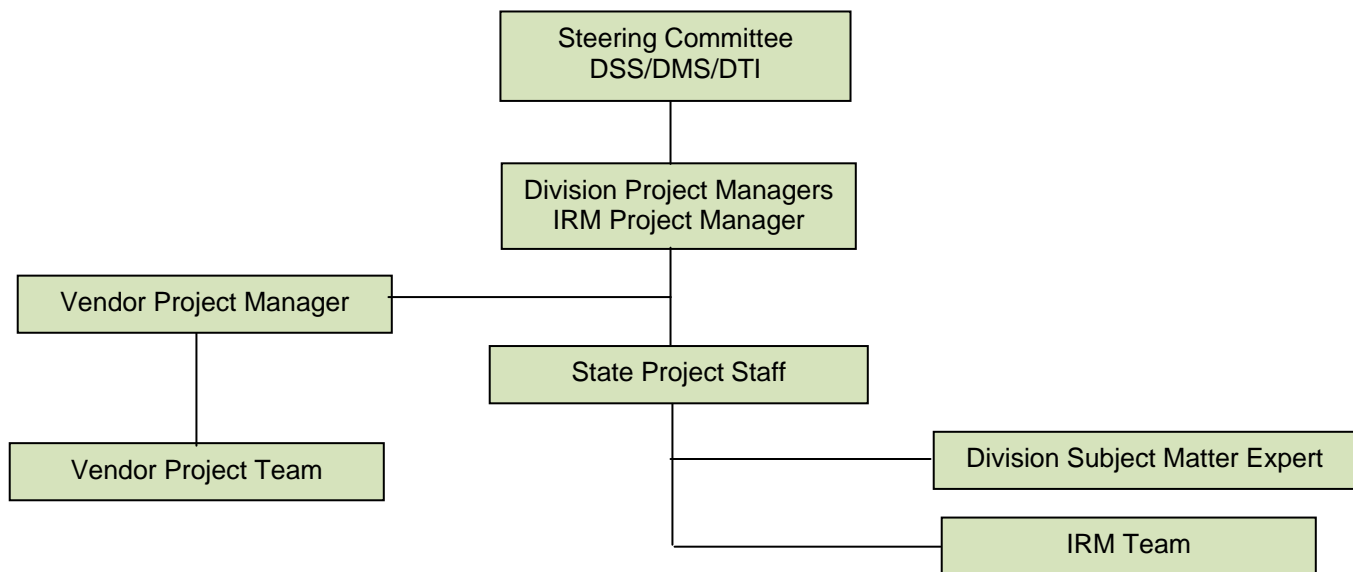 Steering Committee
DSS/DMS/DTI
Division Project Managers
IRM Project Manager
Vendor Project Manager
State Project Staff
Vendor Project Team
Division Subject Matter Expert
IRM Team